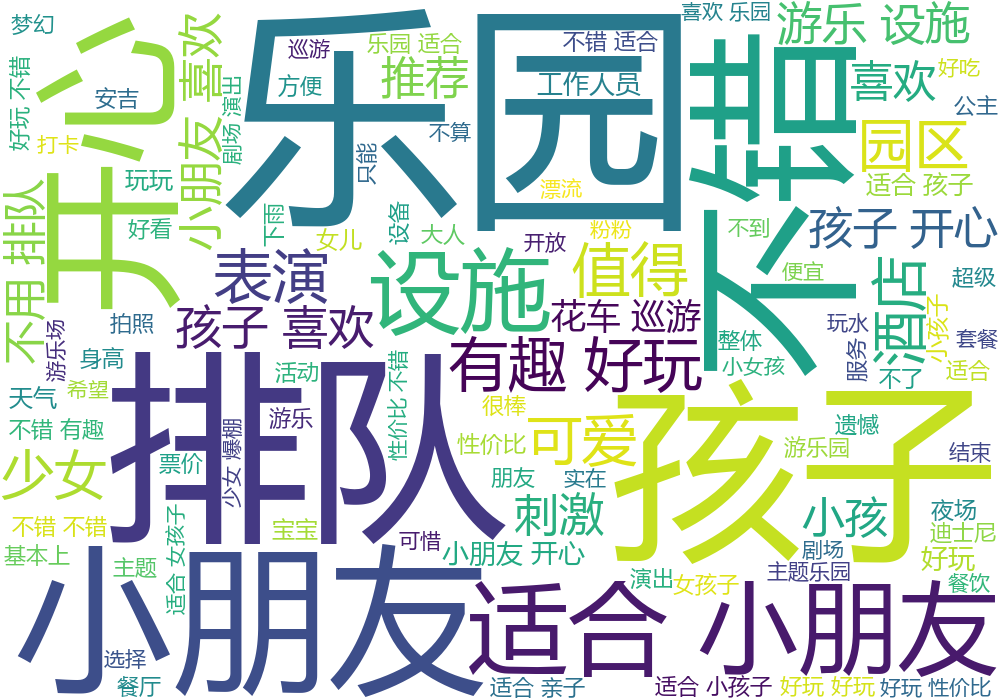 梦幻
巡游
乐园 适合
不错 适合
喜欢 乐园
游乐 设施
好玩 不错
安吉
开心
小朋友 喜欢
剧场 演出
方便
推荐
工作人员
喜欢
好吃
公主
打卡
乐园
不算
只能
不错
园区
玩玩
漂流
适合 孩子
不用 排队
好看
下雨
女儿
设备
大人
开放
粉粉
不到
孩子 开心
表演
设施
值得
便宜
酒店
超级
游乐场
拍照
孩子 喜欢
花车 巡游
玩水
小孩子
套餐
身高
活动
性价比 不错
有趣 好玩
整体
小女孩
服务
不了
适合
天气
希望
排队
游乐
很棒
孩子
不错 有趣
少女
票价
少女 爆棚
性价比
可爱
游乐园
遗憾
结束
朋友
实在
不错 不错
适合 女孩子
宝宝
可惜
刺激
小孩
夜场
迪士尼
基本上
主题
小朋友 开心
演出
女孩子
剧场
主题乐园
好玩
餐饮
小朋友
适合 小朋友
选择
餐厅
适合 亲子
适合 小孩子
好玩 好玩
好玩 性价比